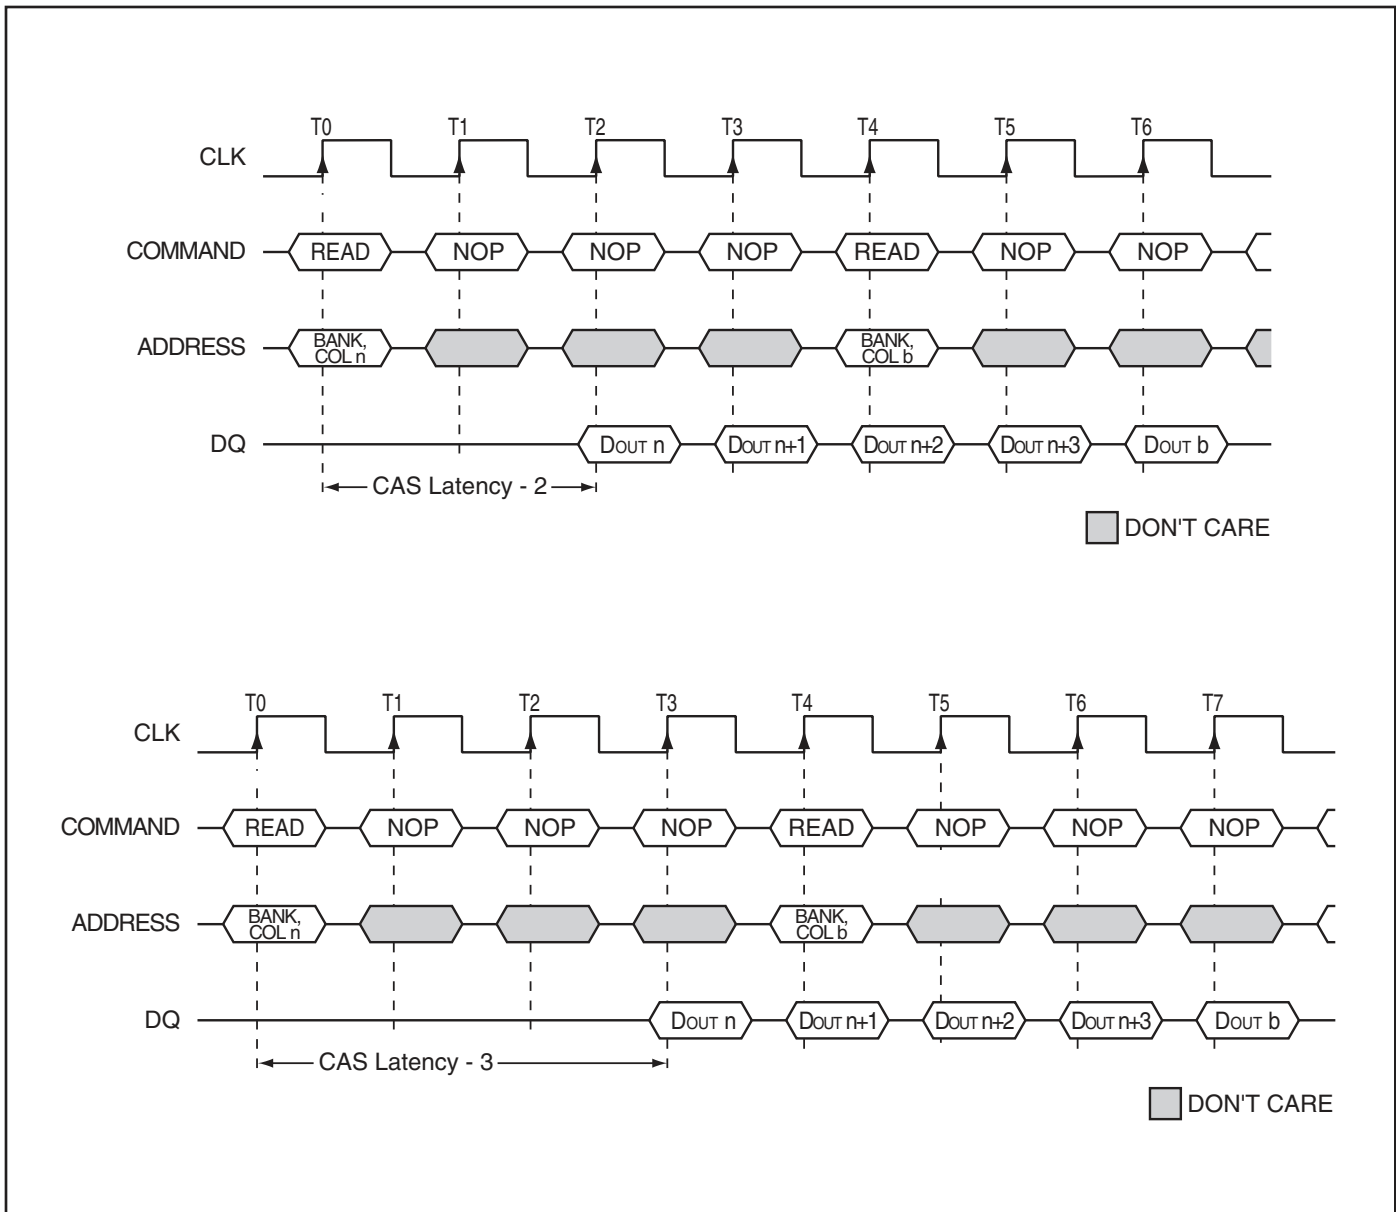 T0 T1 T2 T3 T4 T5 T6
CLK
COMMAND READ NOP NOP NOP READ NOP NOP
ADDRESS BANK, COL n BANK, COL b
DQ DOUT n DOUT n+1 DOUT n+2 DOUT n+3 DOUT b
CAS Latency - 2
DON'T CARE
T0 T1 T2 T3 T4 T5 T6 T7
CLK
COMMAND READ NOP NOP NOP READ NOP NOP NOP
ADDRESS BANK, COL n BANK, COL b
DQ DOUT n DOUT n+1 DOUT n+2 DOUT n+3 DOUT b
CAS Latency - 3
DON'T CARE